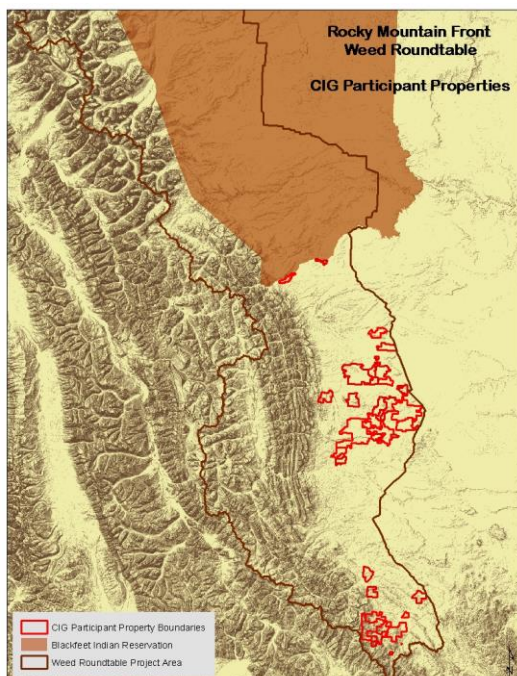 Rocky Mountain Front
Weed Roundtable
CIG Participant Properties
CIG Participant Property Boundaries
Blackfeet Indian Reservation
Weed Roundtable Project Area